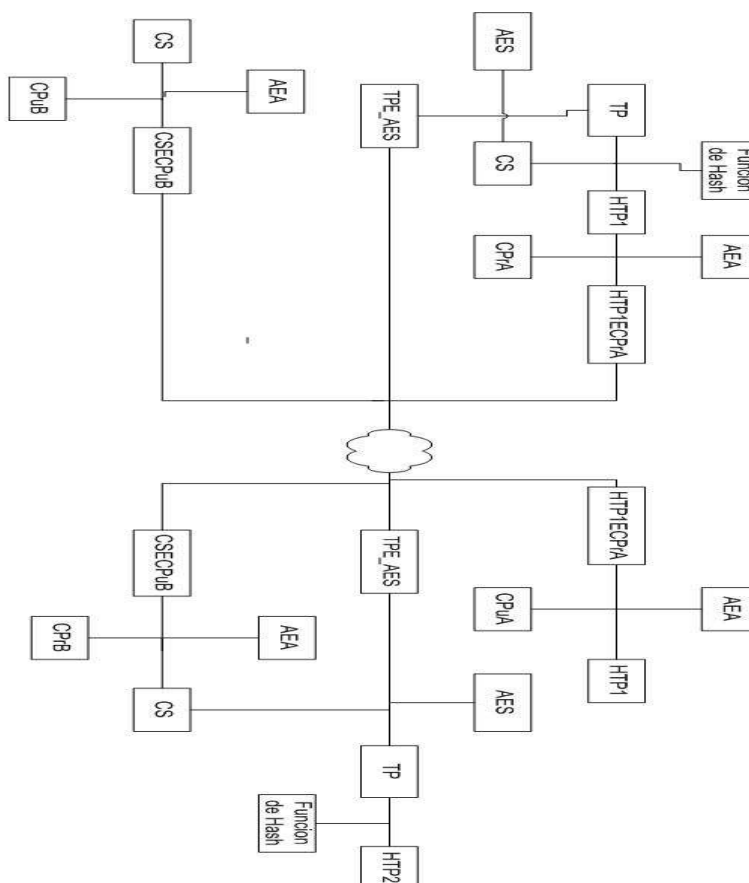 Funcion
de Hash
AEA
AEA
TP
HTP1
HTP1ECPrA
HTP1ECPrA
HTP1
AES
CS
CPrA
CPuA
AES
TPE_AES
TPE_AES
TP
HTP2
AEA
AEA
Funcion
de Hash
CS
CSECPuB
CSECPuB
CS
CPuB
CPrB